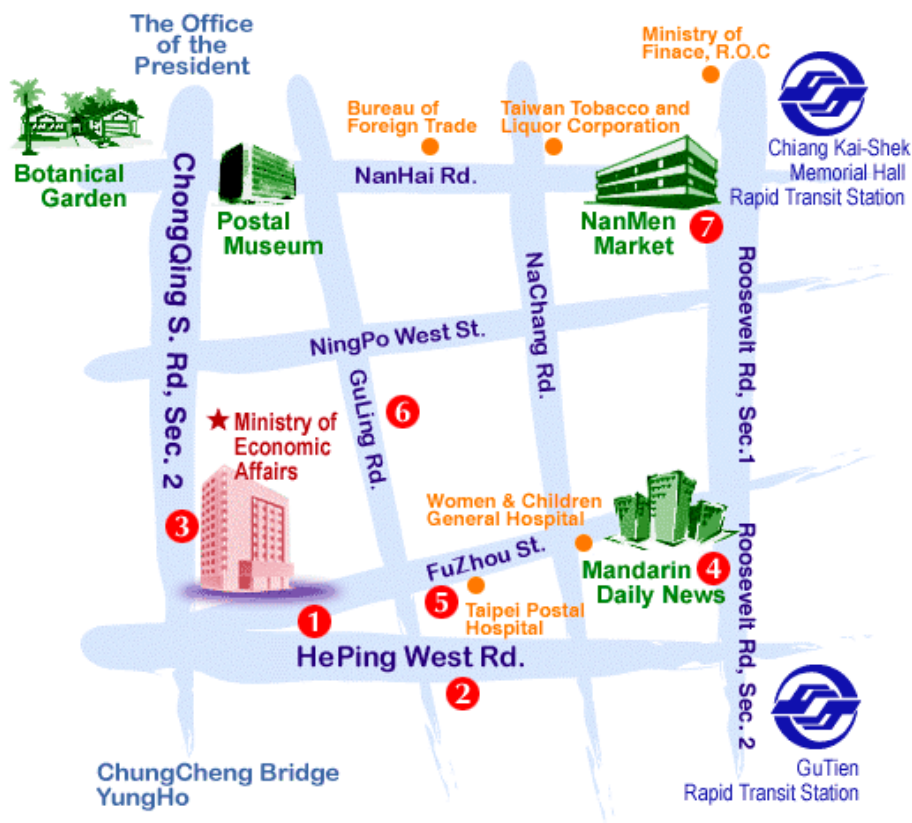 The Office
of the
President
Ministry of
Finace, R.O.C
Bureau of
Foreign Trade
Taiwan Tobacco and
Liquor Corporation
Chiang Kai-Shek
Memorial Hall
Rapid Transit Station
Botanical
Garden
Postal
Museum
NanHai Rd.
NanMen
Market
7
ChongQing S. Rd, Sec. 2
NaChang Rd.
Roosevelt Rd, Sec.1
NingPo West St.
GuLing Rd.
6
Ministry of
Economic
Affairs
3
Women & Children
General Hospital
FuZhou St.
Mandarin
Daily News
4
Roosevelt Rd, Sec. 2
5
Taipei Postal
Hospital
1
HePing West Rd.
2
ChungCheng Bridge
YungHo
GuTien
Rapid Transit Station